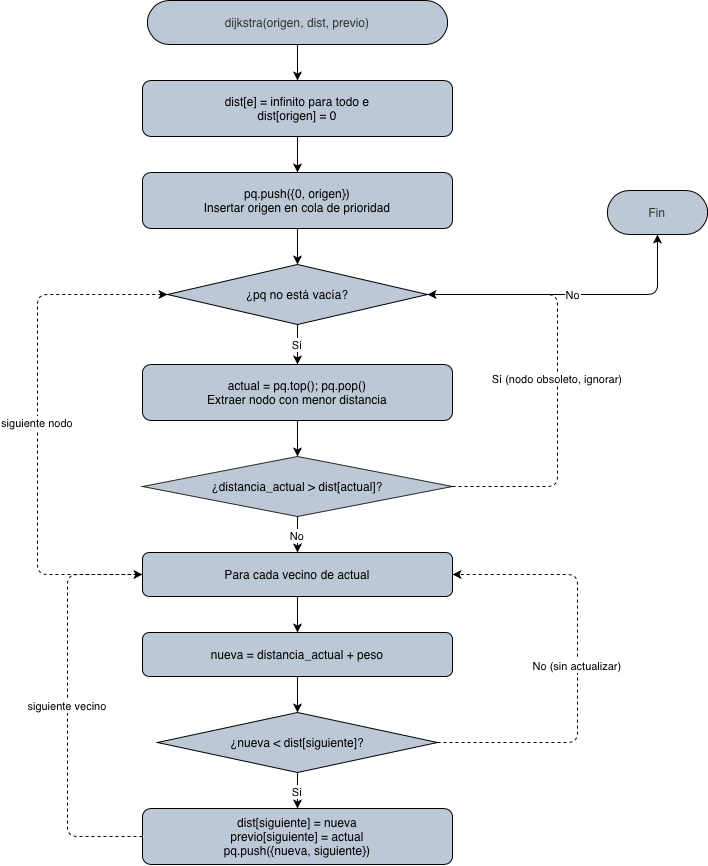 dijkstra(origen, dist, previo)
dist[e] = infinito para todo e
dist[origen] = 0
pq.push({0, origen})
Insertar origen en cola de prioridad
Fin
¿pq no está vacía?
No
Sí
actual = pq.top(); pq.pop()
Extraer nodo con menor distancia
Sí (nodo obsoleto, ignorar)
siguiente nodo
¿distancia_actual > dist[actual]?
No
Para cada vecino de actual
nueva = distancia_actual + peso
No (sin actualizar)
siguiente vecino
¿nueva < dist[siguiente]?
Sí
dist[siguiente] = nueva
previo[siguiente] = actual
pq.push({nueva, siguiente})